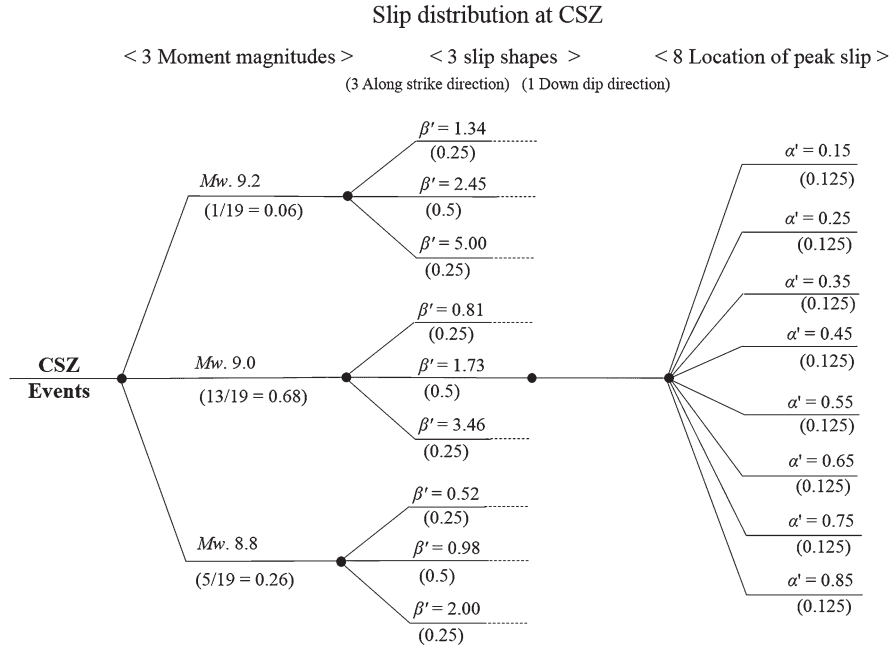 Slip distribution at CSZ
< 3 Moment magnitudes >
< 3 slip shapes >
< 8 Location of peak slip >
(3 Along strike direction) (1 Down dip direction)
CSZ
Events
Mw. 9.2
(1/19 = 0.06)
β' = 1.34
(0.25)
β' = 2.45
(0.5)
β' = 5.00
(0.25)
Mw. 9.0
(13/19 = 0.68)
β' = 0.81
(0.25)
β' = 1.73
(0.5)
β' = 3.46
(0.25)
Mw. 8.8
(5/19 = 0.26)
β' = 0.52
(0.25)
β' = 0.98
(0.5)
β' = 2.00
(0.25)
α' = 0.15
(0.125)
α' = 0.25
(0.125)
α' = 0.35
(0.125)
α' = 0.45
(0.125)
α' = 0.55
(0.125)
α' = 0.65
(0.125)
α' = 0.75
(0.125)
α' = 0.85
(0.125)